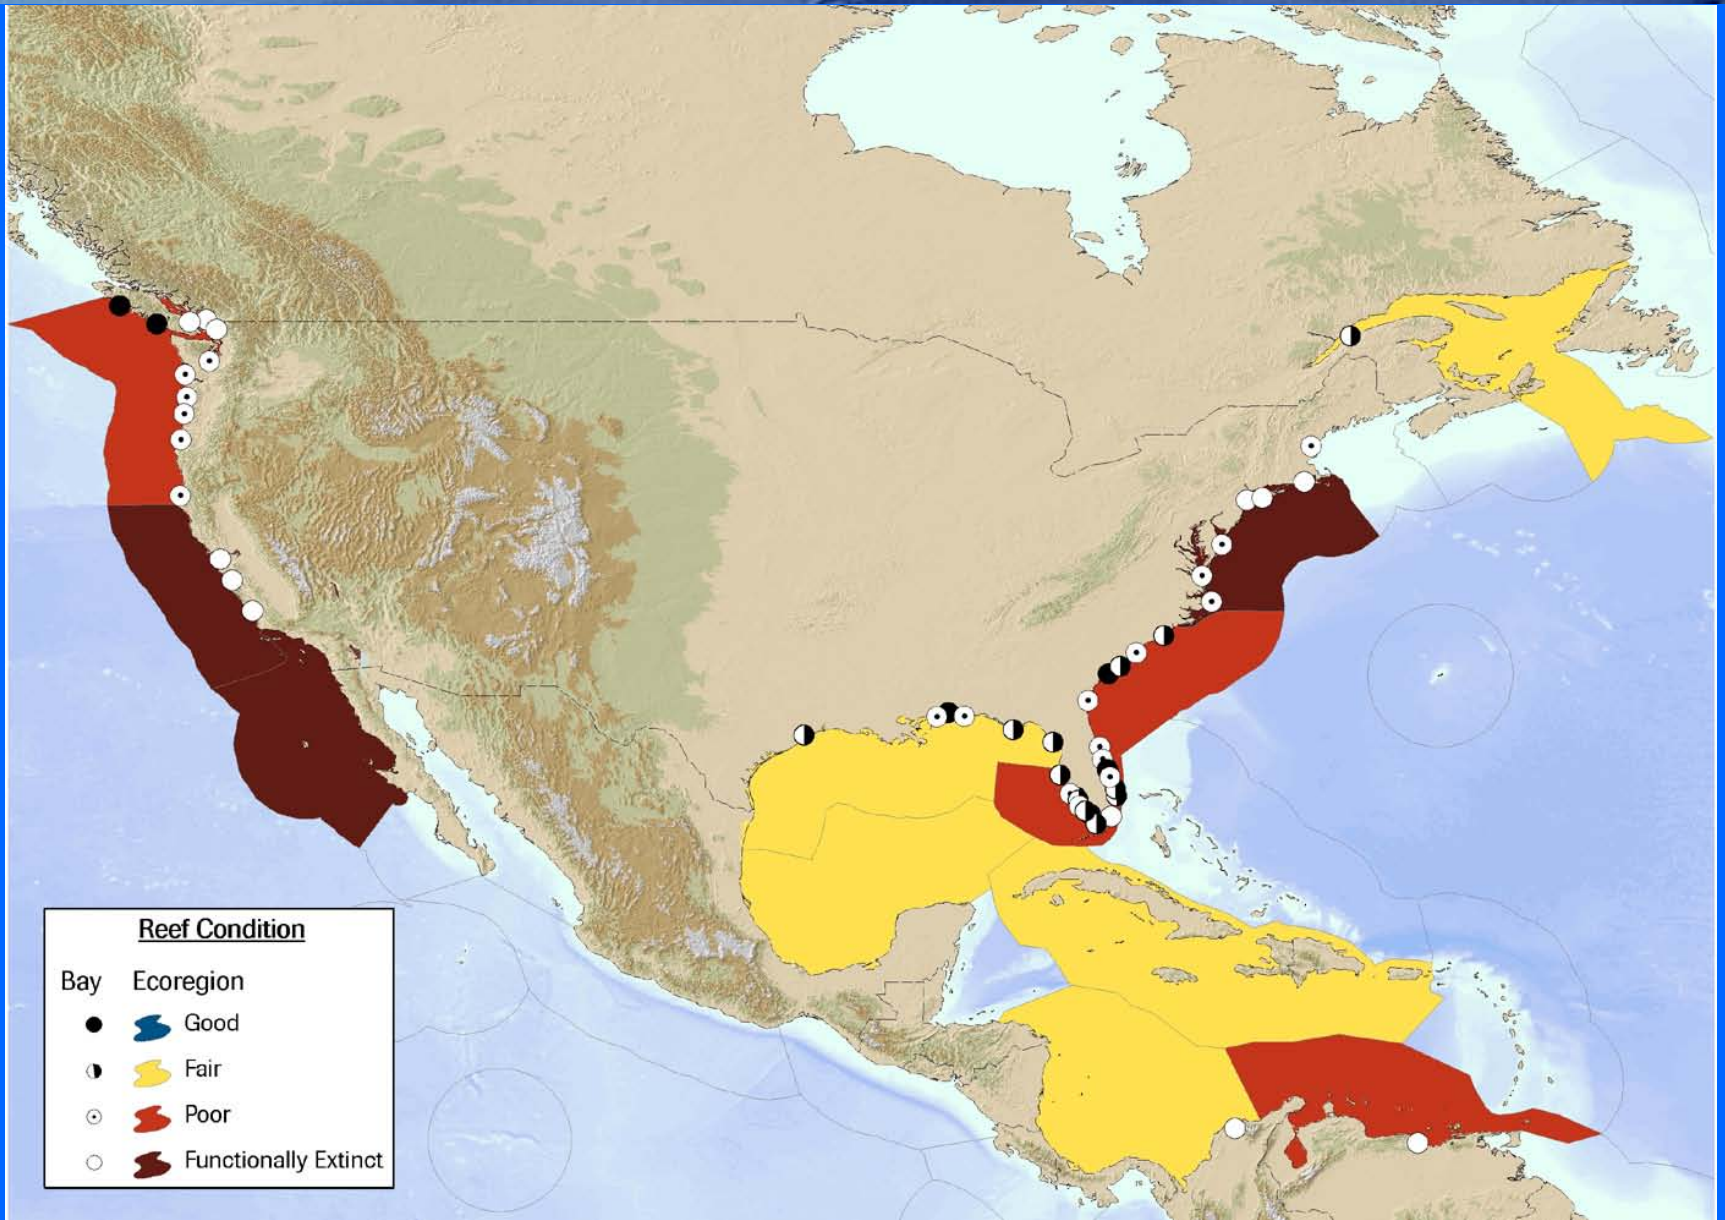 Reef Condition
Bay Ecoregion
Good
Fair
Poor
Functionally Extinct